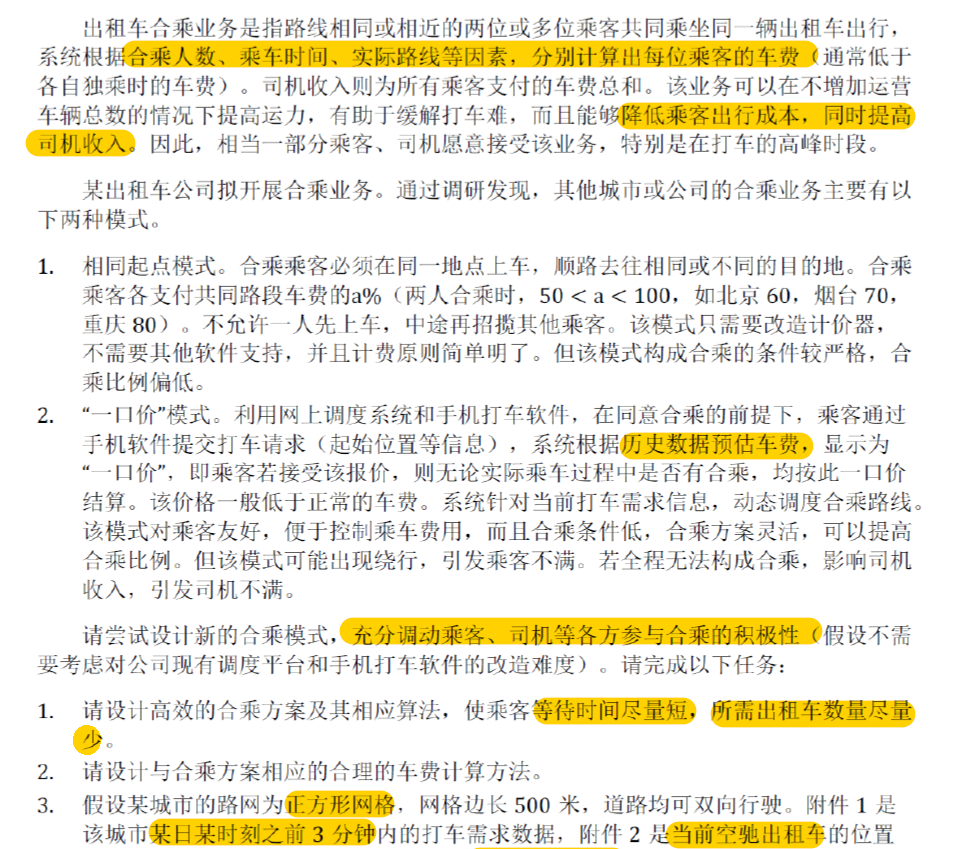 出租车合乘业务是指路线相同或相近的两位或多位乘客共同乘坐同一辆出租车出行，
系统根据合乘人数、乘车时间、实际路线等因素，分别计算出每位乘客的车费（通常低于
各自独乘时的车费）。司机收入则为所有乘客支付的车费总和。该业务可以在不增加运营
车辆总数的情况下提高运力，有助于缓解打车难，而且能够降低乘客出行成本，同时提高
司机收入。因此，相当一部分乘客、司机愿意接受该业务，特别是在打车的高峰时段。
某出租车公司拟开展合乘业务。通过调研发现，其他城市或公司的合乘业务主要有以
下两种模式。
1. 相同起点模式。合乘乘客必须在同一地点上车，顺路去往相同或不同的目的地。合乘
乘客各支付共同路段车费的a%（两人合乘时，50 < a < 100，如北京 60，烟台 70，
重庆 80）。不允许一人先上车，中途再招揽其他乘客。该模式只需要改造计价器，
不需要其他软件支持，并且计费原则简单明了。但该模式构成合乘的条件较严格，合
乘比例偏低。
2. “一口价”模式。利用网上调度系统和手机打车软件，在同意合乘的前提下，乘客通过
手机软件提交打车请求（起始位置等信息），系统根据历史数据预估车费，显示为
“一口价”，即乘客若接受该报价，则无论实际乘车过程中是否有合乘，均按此一口价
结算。该价格一般低于正常的车费。系统针对当前打车需求信息，动态调度合乘路线。
该模式对乘客友好，便于控制乘车费用，而且合乘条件低，合乘方案灵活，可以提高
合乘比例。但该模式可能出现绕行，引发乘客不满。若全程无法构成合乘，影响司机
收入，引发司机不满。
请尝试设计新的合乘模式，充分调动乘客、司机等各方参与合乘的积极性（假设不需
要考虑对公司现有调度平台和手机打车软件的改造难度）。请完成以下任务：
1. 请设计高效的合乘方案及其相应算法，使乘客等待时间尽量短，所需出租车数量尽量
少。
2. 请设计与合乘方案相应的合理的车费计算方法。
3. 假设某城市的路网为正方形网格，网格边长 500 米，道路均可双向行驶。附件 1 是
该城市某日某时刻之前 3 分钟内的打车需求数据，附件 2 是当前空驰出租车的位置